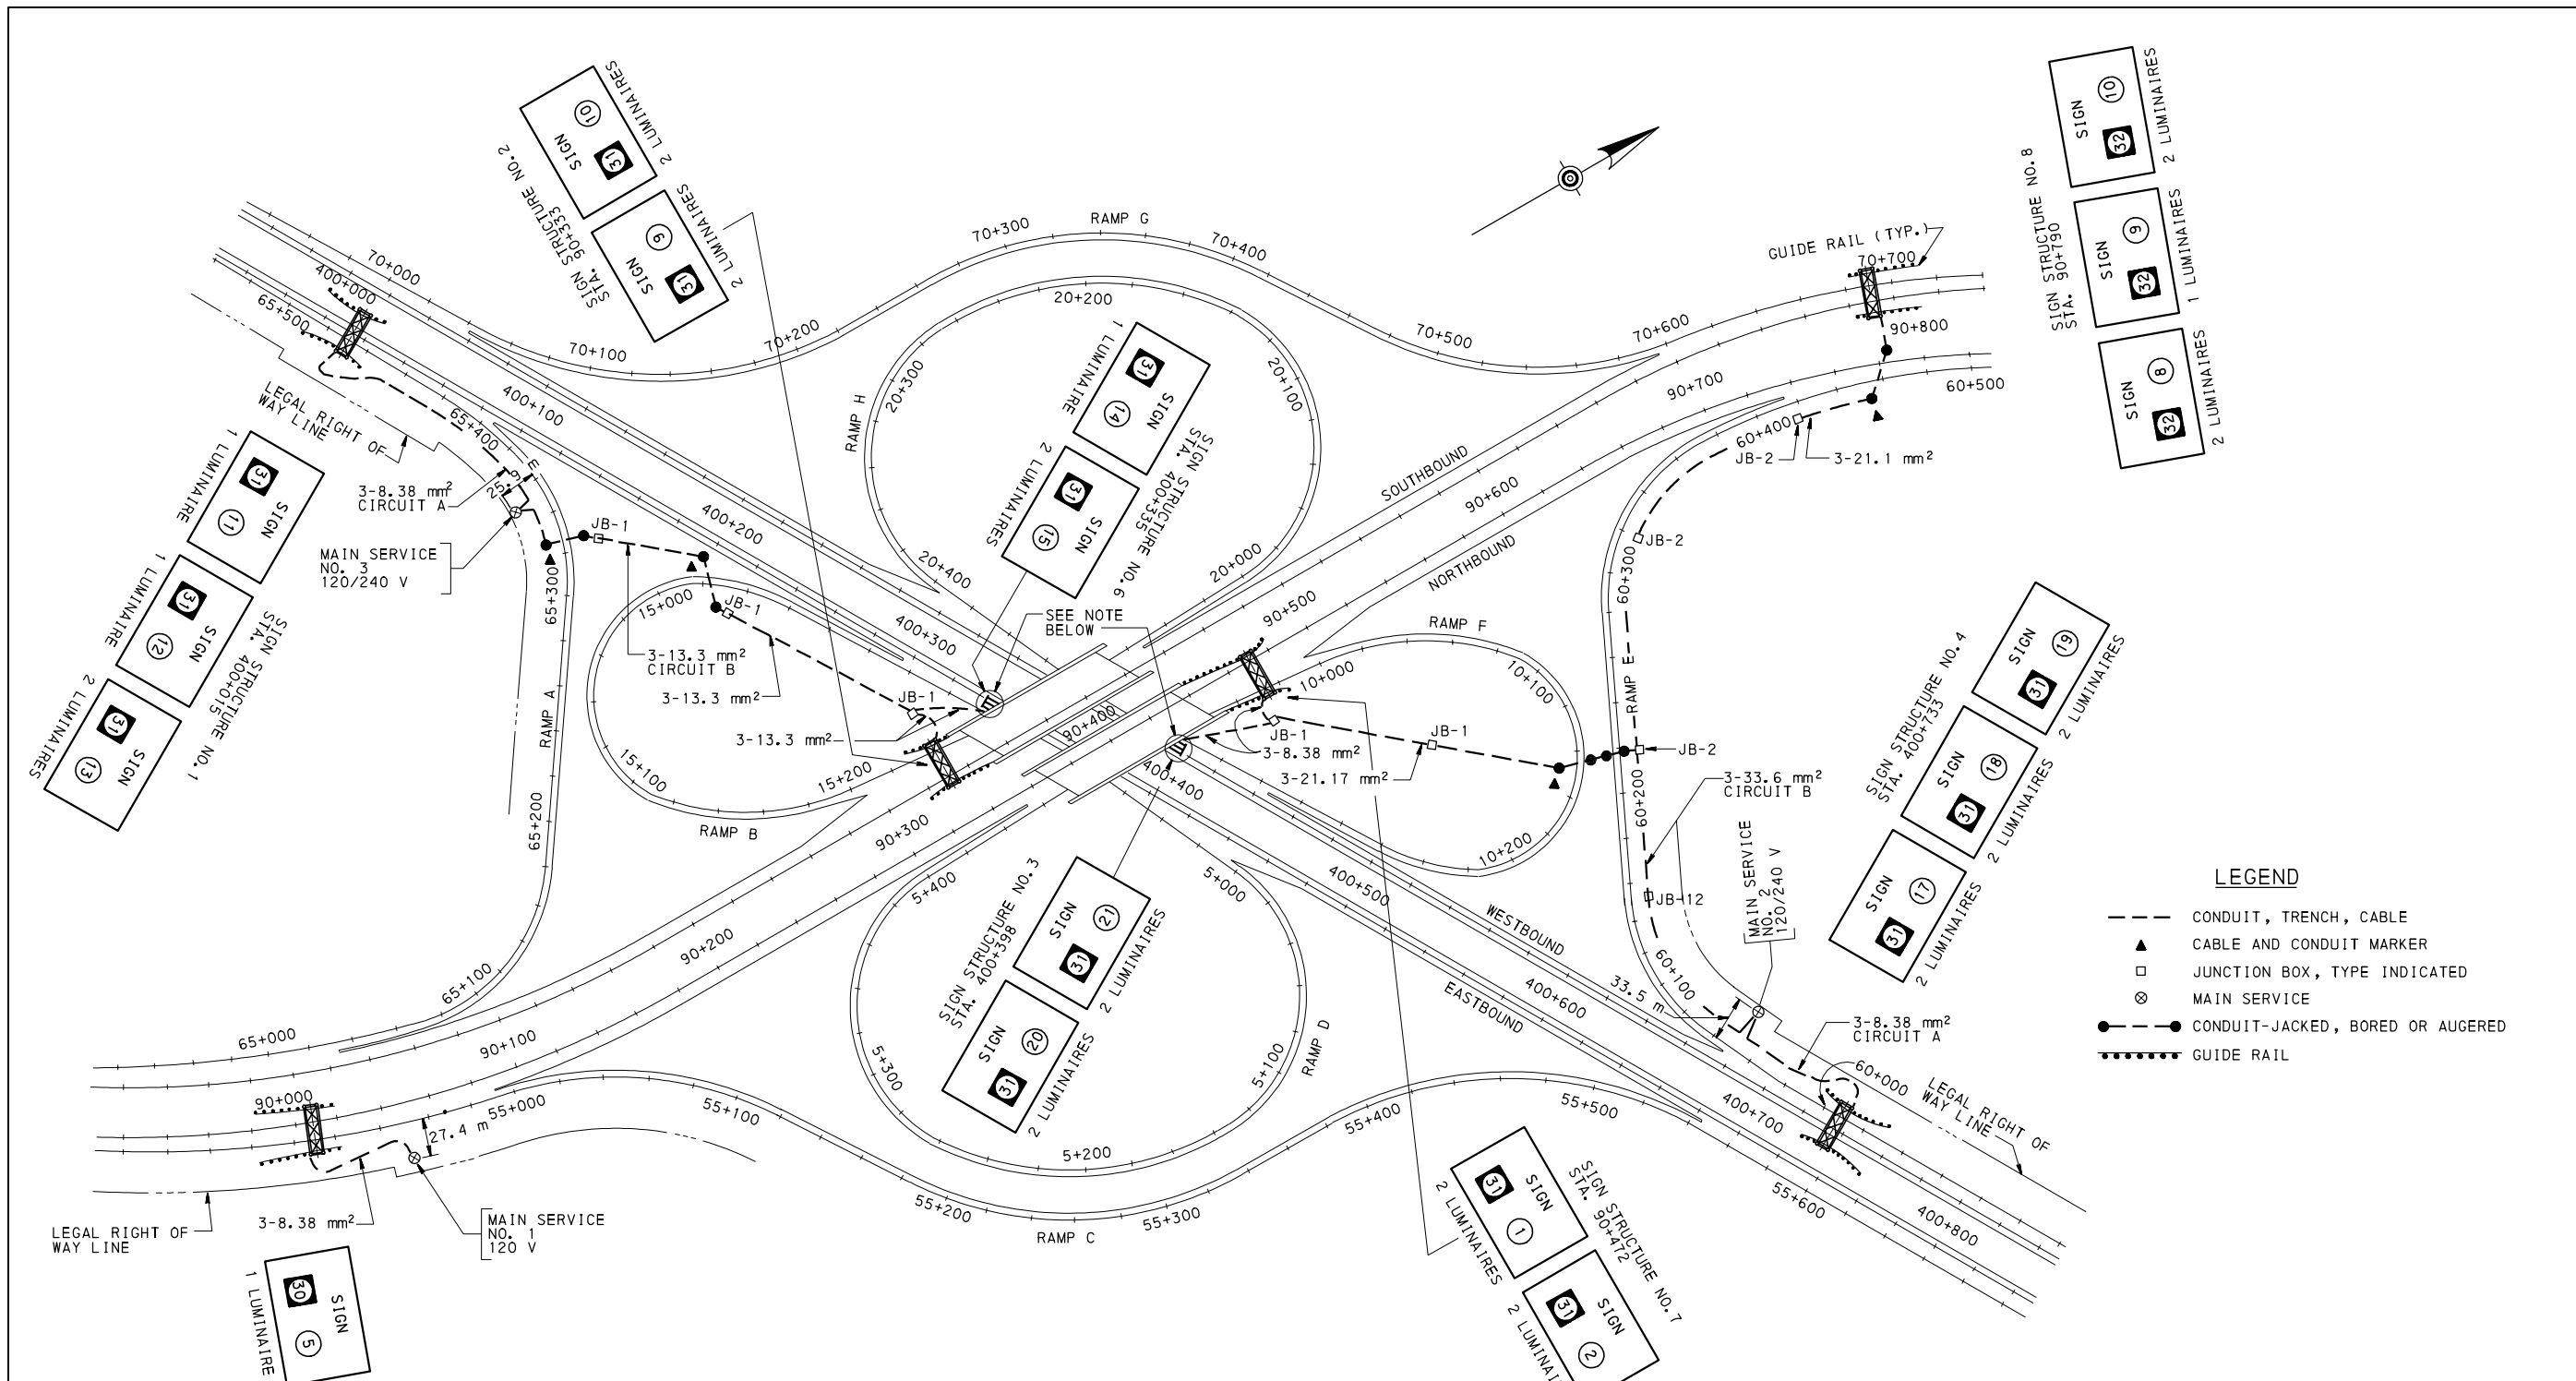 10
SIGN
31
2 LUMINAIRES
9
SIGN
31
2 LUMINAIRES
SIGN STRUCTURE NO.2
STA. 90+333
SIGN
10
32
2 LUMINAIRES
SIGN
9
32
1 LUMINAIRES
SIGN
8
32
2 LUMINAIRES
SIGN STRUCTURE NO.8
STA. 90+790
GUIDE RAIL (TYP.)
70+000
70+100
70+200
70+300
RAMP G
70+400
70+500
70+600
70+700
400+000
65+500
400+100
65+400
LEGAL RIGHT OF
WAY LINE
20+200
20+300
20+100
RAMP H
20+400
20+000
1 LUMINAIRE
31
SIGN
14
2 LUMINAIRES
31
SIGN
15
SIGN STRUCTURE NO.6
STA. 400+335
SOUTHBOUND
NORTHBOUND
90+800
90+700
90+600
90+500
60+500
60+400
JB-2
3-21.1 mm²
JB-2
60+300
1 LUMINAIRE
31
SIGN
11
1 LUMINAIRE
31
SIGN
12
2 LUMINAIRES
31
SIGN
13
SIGN STRUCTURE NO.1
STA. 400+015
3-8.38 mm²
CIRCUIT A
25.9
E
MAIN SERVICE
NO. 3
120/240 V
JB-1
400+200
65+300
15+000
JB-1
400+300
3-13.3 mm²
CIRCUIT B
3-13.3 mm²
JB-1
3-13.3 mm²
SEE NOTE
BELOW
RAMP A
65+200
65+100
65+000
15+100
15+200
RAMP B
90+400
90+300
90+200
90+100
90+000
RAMP F
10+000
10+100
10+200
JB-1
3-8.38 mm²
3-21.17 mm²
JB-1
RAMP E
60+200
JB-2
3-33.6 mm²
CIRCUIT B
JB-12
MAIN SERVICE
NO. 2
120/240 V
SIGN STRUCTURE NO.4
STA. 400+733
SIGN
19
31
2 LUMINAIRES
SIGN
18
31
2 LUMINAIRES
SIGN
17
31
2 LUMINAIRES
400+400
400+500
WESTBOUND
EASTBOUND
400+600
400+700
400+800
60+100
33.5 m
3-8.38 mm²
CIRCUIT A
60+000
LEGAL RIGHT OF
WAY LINE
5+400
5+000
5+300
5+100
5+200
RAMP D
SIGN STRUCTURE NO.3
STA. 400+398
SIGN
21
31
2 LUMINAIRES
SIGN
20
31
2 LUMINAIRES
55+000
27.4 m
55+100
55+200
RAMP C
55+300
55+400
55+500
55+600
LEGAL RIGHT OF
WAY LINE
3-8.38 mm²
MAIN SERVICE
NO. 1
120 V
1 LUMINAIRE
30
SIGN
5
2 LUMINAIRES
31
SIGN
1
31
SIGN
2
SIGN STRUCTURE NO.7
STA. 90+472
LEGEND
CONDUIT, TRENCH, CABLE
CABLE AND CONDUIT MARKER
JUNCTION BOX, TYPE INDICATED
MAIN SERVICE
CONDUIT-JACKED, BORED OR AUGERED
GUIDE RAIL